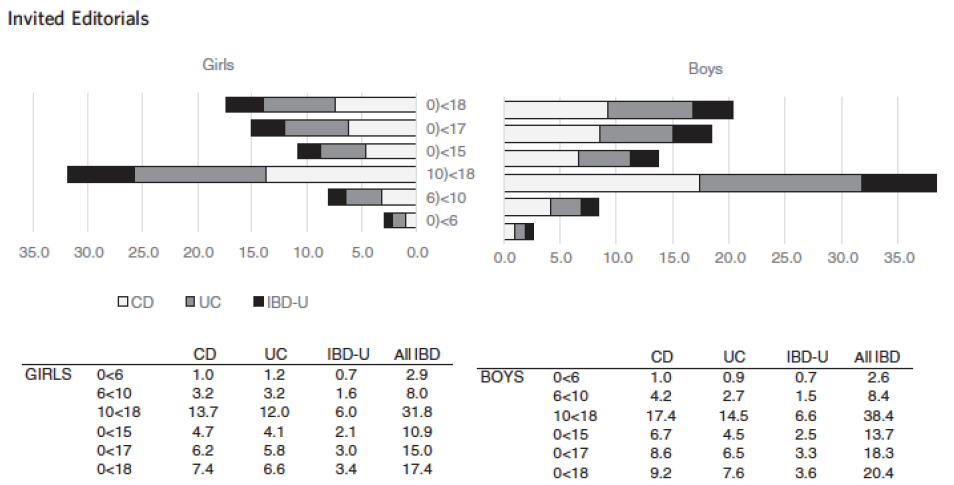 Invited Editorials
Girls
0)<18
0)<17
0)<15
10)<18
6)<10
0)<6
35.0 30.0 25.0 20.0 15.0 10.0 5.0 0.0
Boys
0.0 5.0 10.0 15.0 20.0 25.0 30.0 35.0
CD UC IBD-U
CD UC IBD-U All IBD
GIRLS 0<6 1.0 1.2 0.7 2.9
6<10 3.2 3.2 1.6 8.0
10<18 13.7 12.0 6.0 31.8
0<15 4.7 4.1 2.1 10.9
0<17 6.2 5.8 3.0 15.0
0<18 7.4 6.6 3.4 17.4
CD UC IBD-U All IBD
BOYS 0<6 1.0 0.9 0.7 2.6
6<10 4.2 2.7 1.5 8.4
10<18 17.4 14.5 6.6 38.4
0<15 6.7 4.5 2.5 13.7
0<17 8.6 6.5 3.3 18.3
0<18 9.2 7.6 3.6 20.4